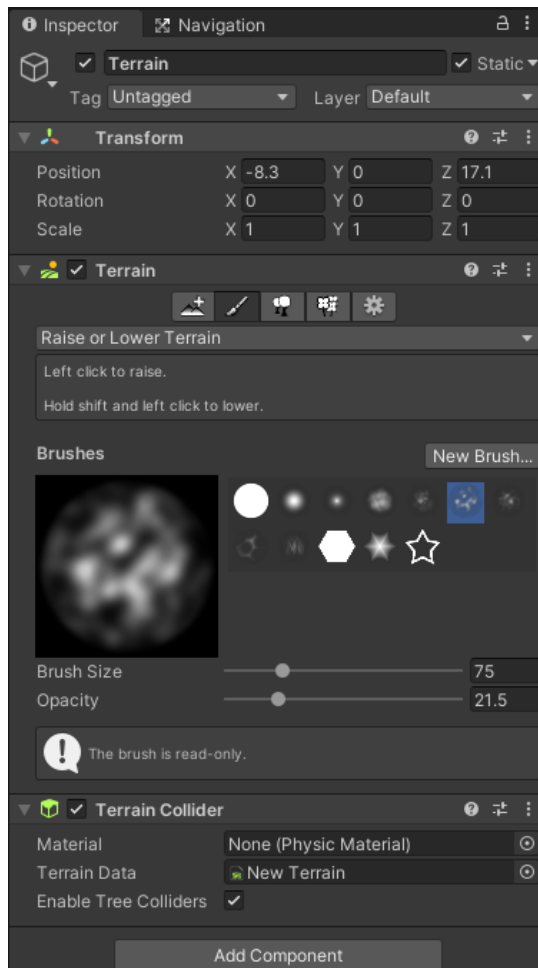 Inspector Navigation
Terrain Static
Tag Untagged Layer Default
Transform
Position X -8.3 Y 0 Z 17.1
Rotation X 0 Y 0 Z 0
Scale X 1 Y 1 Z 1
Terrain
Raise or Lower Terrain
Left click to raise.
Hold shift and left click to lower.
Brushes New Brush...
Brush Size 75
Opacity 21.5
The brush is read-only.
Terrain Collider
Material None (Physic Material)
Terrain Data New Terrain
Enable Tree Colliders
Add Component